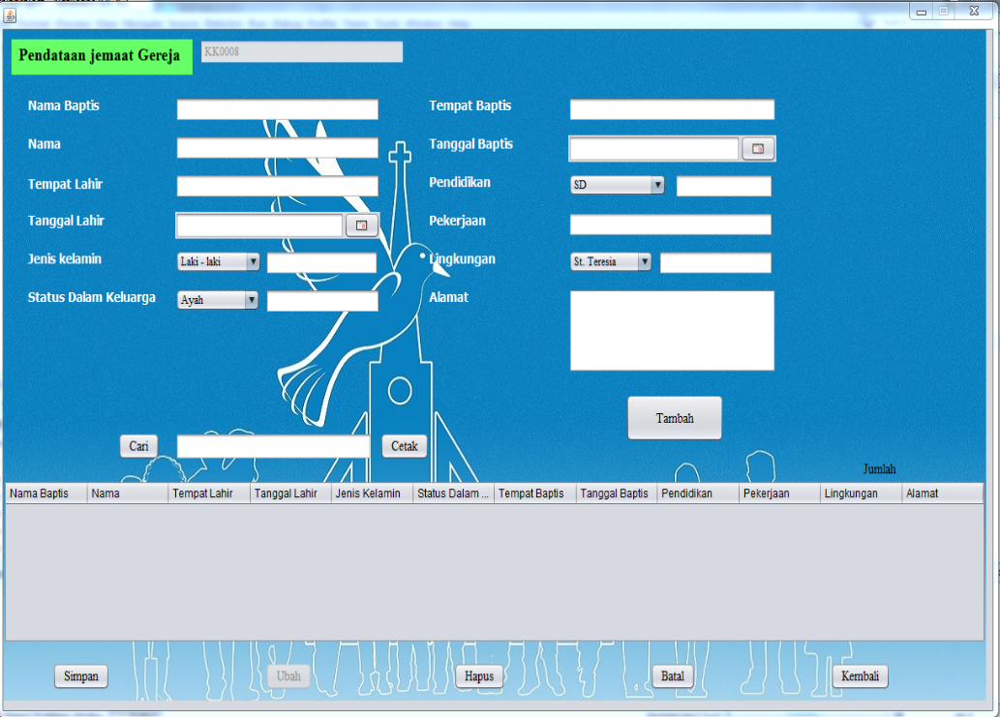 Pendataan jemaat Gereja
KK0008
Nama Baptis
Tempat Baptis
Nama
Tanggal Baptis
Tempat Lahir
Pendidikan
SD
Tanggal Lahir
Pekerjaan
Jenis kelamin
Laki - laki
Lingkungan
St. Teresia
Status Dalam Keluarga
Ayah
Alamat
Tambah
Cari
Cetak
Jumlah
Nama Baptis Nama Tempat Lahir Tanggal Lahir Jenis Kelamin Status Dalam ... Tempat Baptis Tanggal Baptis Pendidikan Pekerjaan Lingkungan Alamat
Simpan Ubah Hapus Batal Kembali